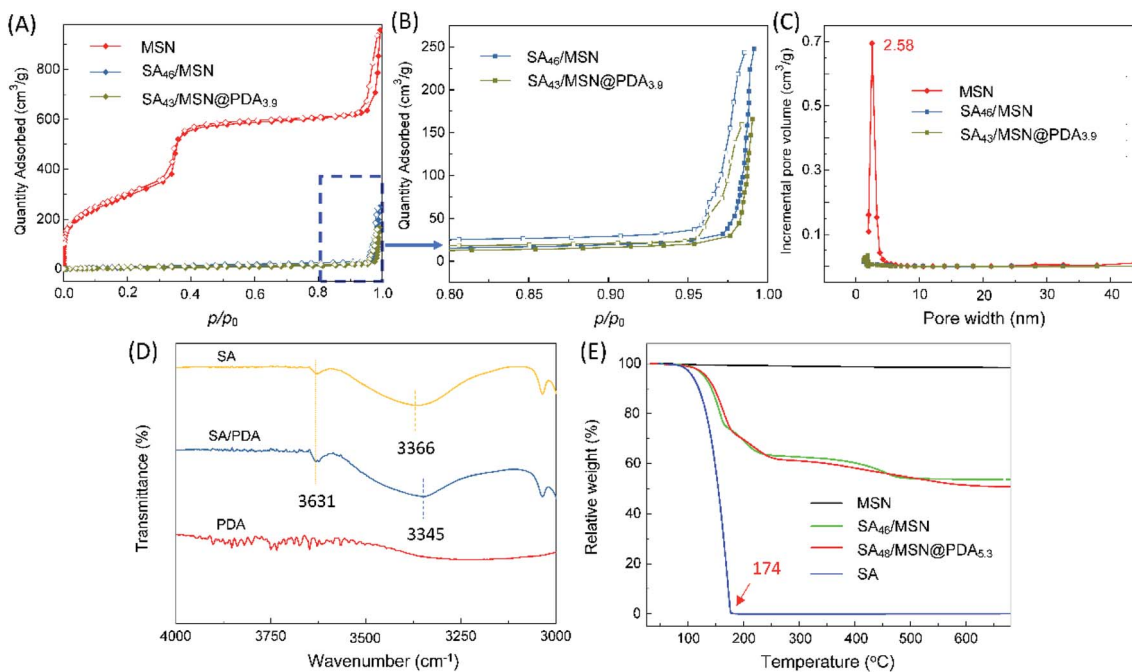 (A)
MSN
SA₄₆/MSN
SA₄₃/MSN@PDA₃.₉
Quantity Adsorbed (cm³/g)
800
600
400
200
0
0.0 0.2 0.4 0.6 0.8 1.0
p/p₀
(B)
SA₄₆/MSN
SA₄₃/MSN@PDA₃.₉
Quantity Adsorbed (cm³/g)
250
200
150
100
50
0
0.80 0.85 0.90 0.95 1.00
p/p₀
(C)
2.58
MSN
SA₄₆/MSN
SA₄₃/MSN@PDA₃.₉
Incremental pore volume (cm³/g)
0.7
0.5
0.3
0.1
0 10 20 30 40
Pore width (nm)
(D)
SA
3366
SA/PDA
3631
3345
PDA
Transmittance (%)
4000 3750 3500 3250 3000
Wavenumber (cm⁻¹)
(E)
Relative weight (%)
100
80
60
40
20
0
MSN
SA₄₆/MSN
SA₄₈/MSN@PDA₅.₃
SA
174
100 200 300 400 500 600
Temperature (°C)